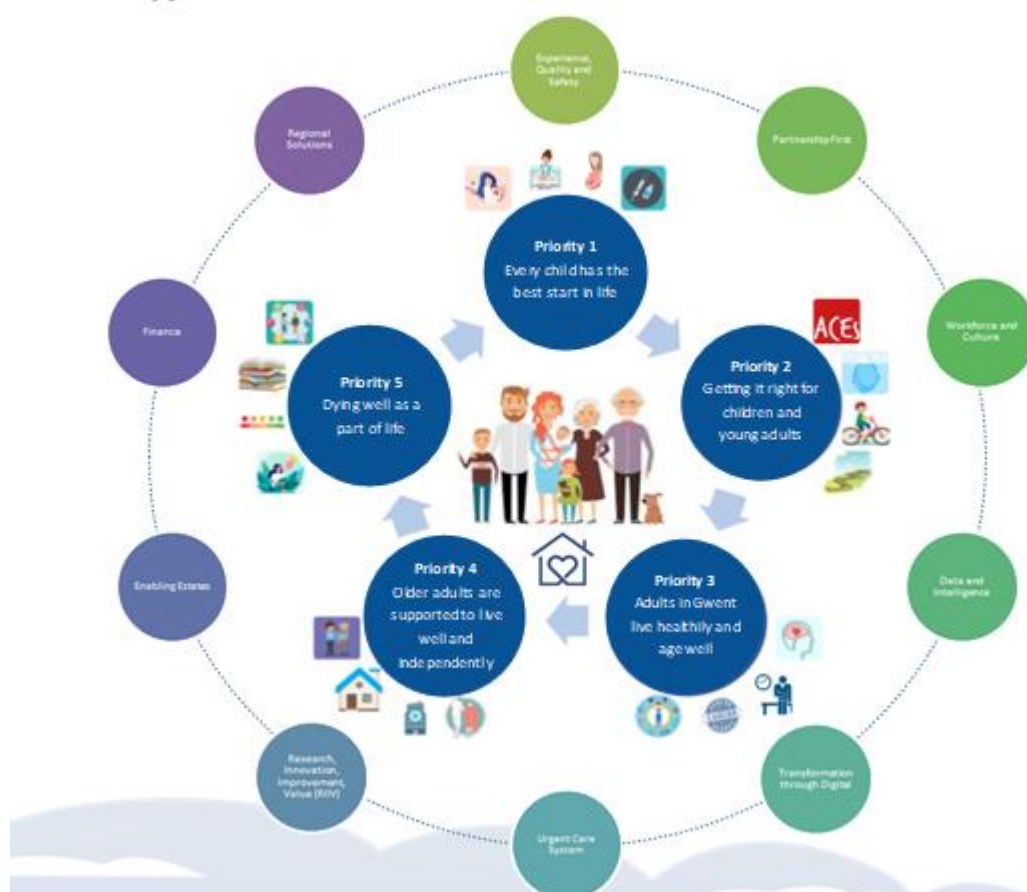 Experience,
Quality and
Safety
Regional
Solutions
Partnership First
Priority 1
Every child has the
best start in life
Finance
ACEs
Workforce and
Culture
Priority 5
Dying well as a
part of life
Priority 2
Getting it right for
children and
young adults
Enabling Estates
Priority 4
Older adults are
supported to live
well and
independently
Priority 3
Adults in Gwent
live healthily and
age well
Data and
Intelligence
Research,
Innovation,
Improvement,
Value (RIIV)
Transformation
through Digital
Urgent Care
System